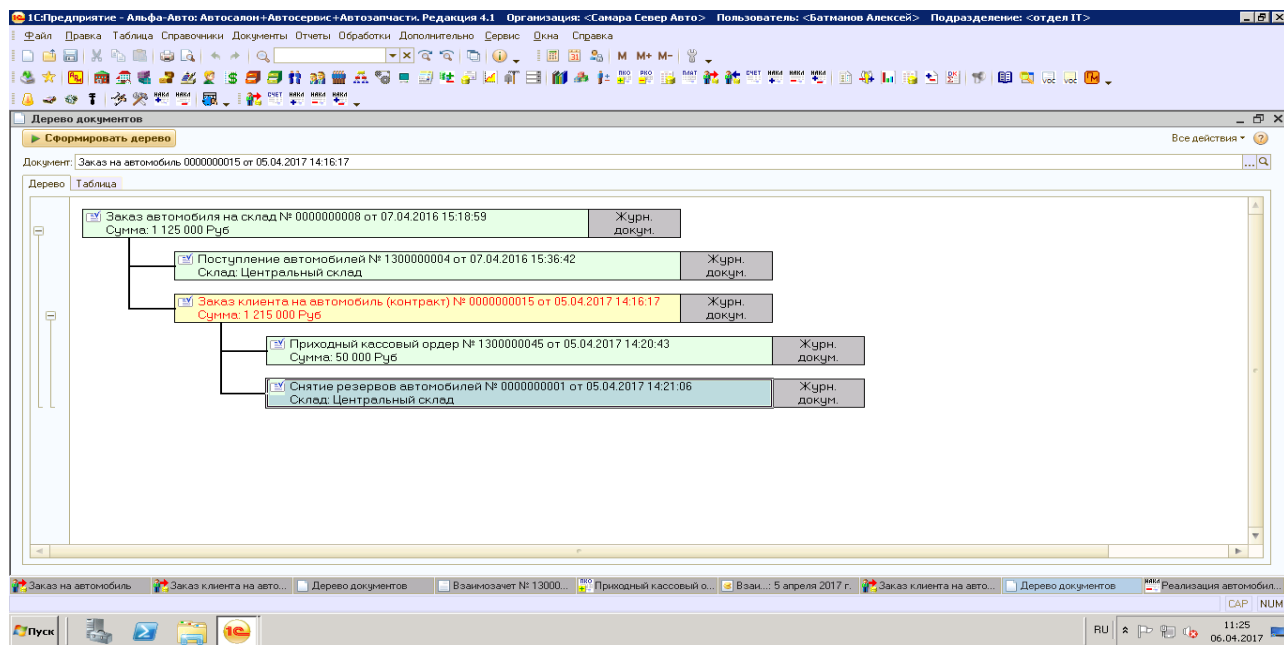 1С:Предприятие - Альфа-Авто: Автосалон+Автосервис+Автозапчасти. Редакция 4.1 Организация: <Самара Север Авто> Пользователь: <Батманов Алексей> Подразделение: <отдел IT>
Файл Правка Таблица Справочники Документы Отчеты Обработки Дополнительно Сервис Окна Справка
M M+ M-
Дерево документов
Сформировать дерево Все действия
Документ: Заказ на автомобиль 0000000015 от 05.04.2017 14:16:17 ...
Дерево Таблица
Заказ автомобиля на склад № 0000000008 от 07.04.2016 15:18:59 Журн.
Сумма: 1 125 000 Руб докум.
Поступление автомобилей № 1300000004 от 07.04.2016 15:36:42 Журн.
Склад: Центральный склад докум.
Заказ клиента на автомобиль (контракт) № 0000000015 от 05.04.2017 14:16:17 Журн.
Сумма: 1 215 000 Руб докум.
Приходный кассовый ордер № 1300000045 от 05.04.2017 14:20:43 Журн.
Сумма: 50 000 Руб докум.
Снятие резервов автомобилей № 0000000001 от 05.04.2017 14:21:06 Журн.
Склад: Центральный склад докум.
Заказ на автомобиль Заказ клиента на авто... Дерево документов Взаимозачет № 13000... Приходный кассовый о... Взаи...: 5 апреля 2017 г. Заказ клиента на авто... Дерево документов Реализация автомобил...
CAP NUM
Пуск RU 11:25
06.04.2017